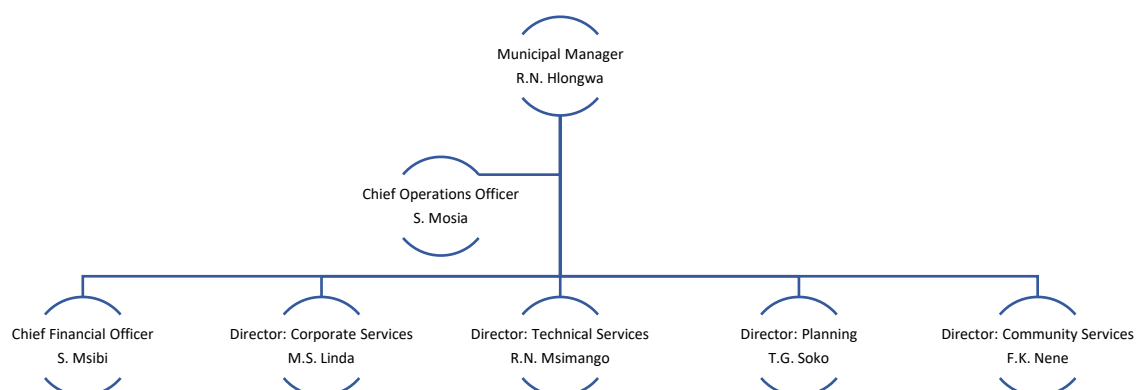 Municipal Manager
R.N. Hlongwa
Chief Operations Officer
S. Mosia
Chief Financial Officer
S. Msibi
Director: Corporate Services
M.S. Linda
Director: Technical Services
R.N. Msimango
Director: Planning
T.G. Soko
Director: Community Services
F.K. Nene